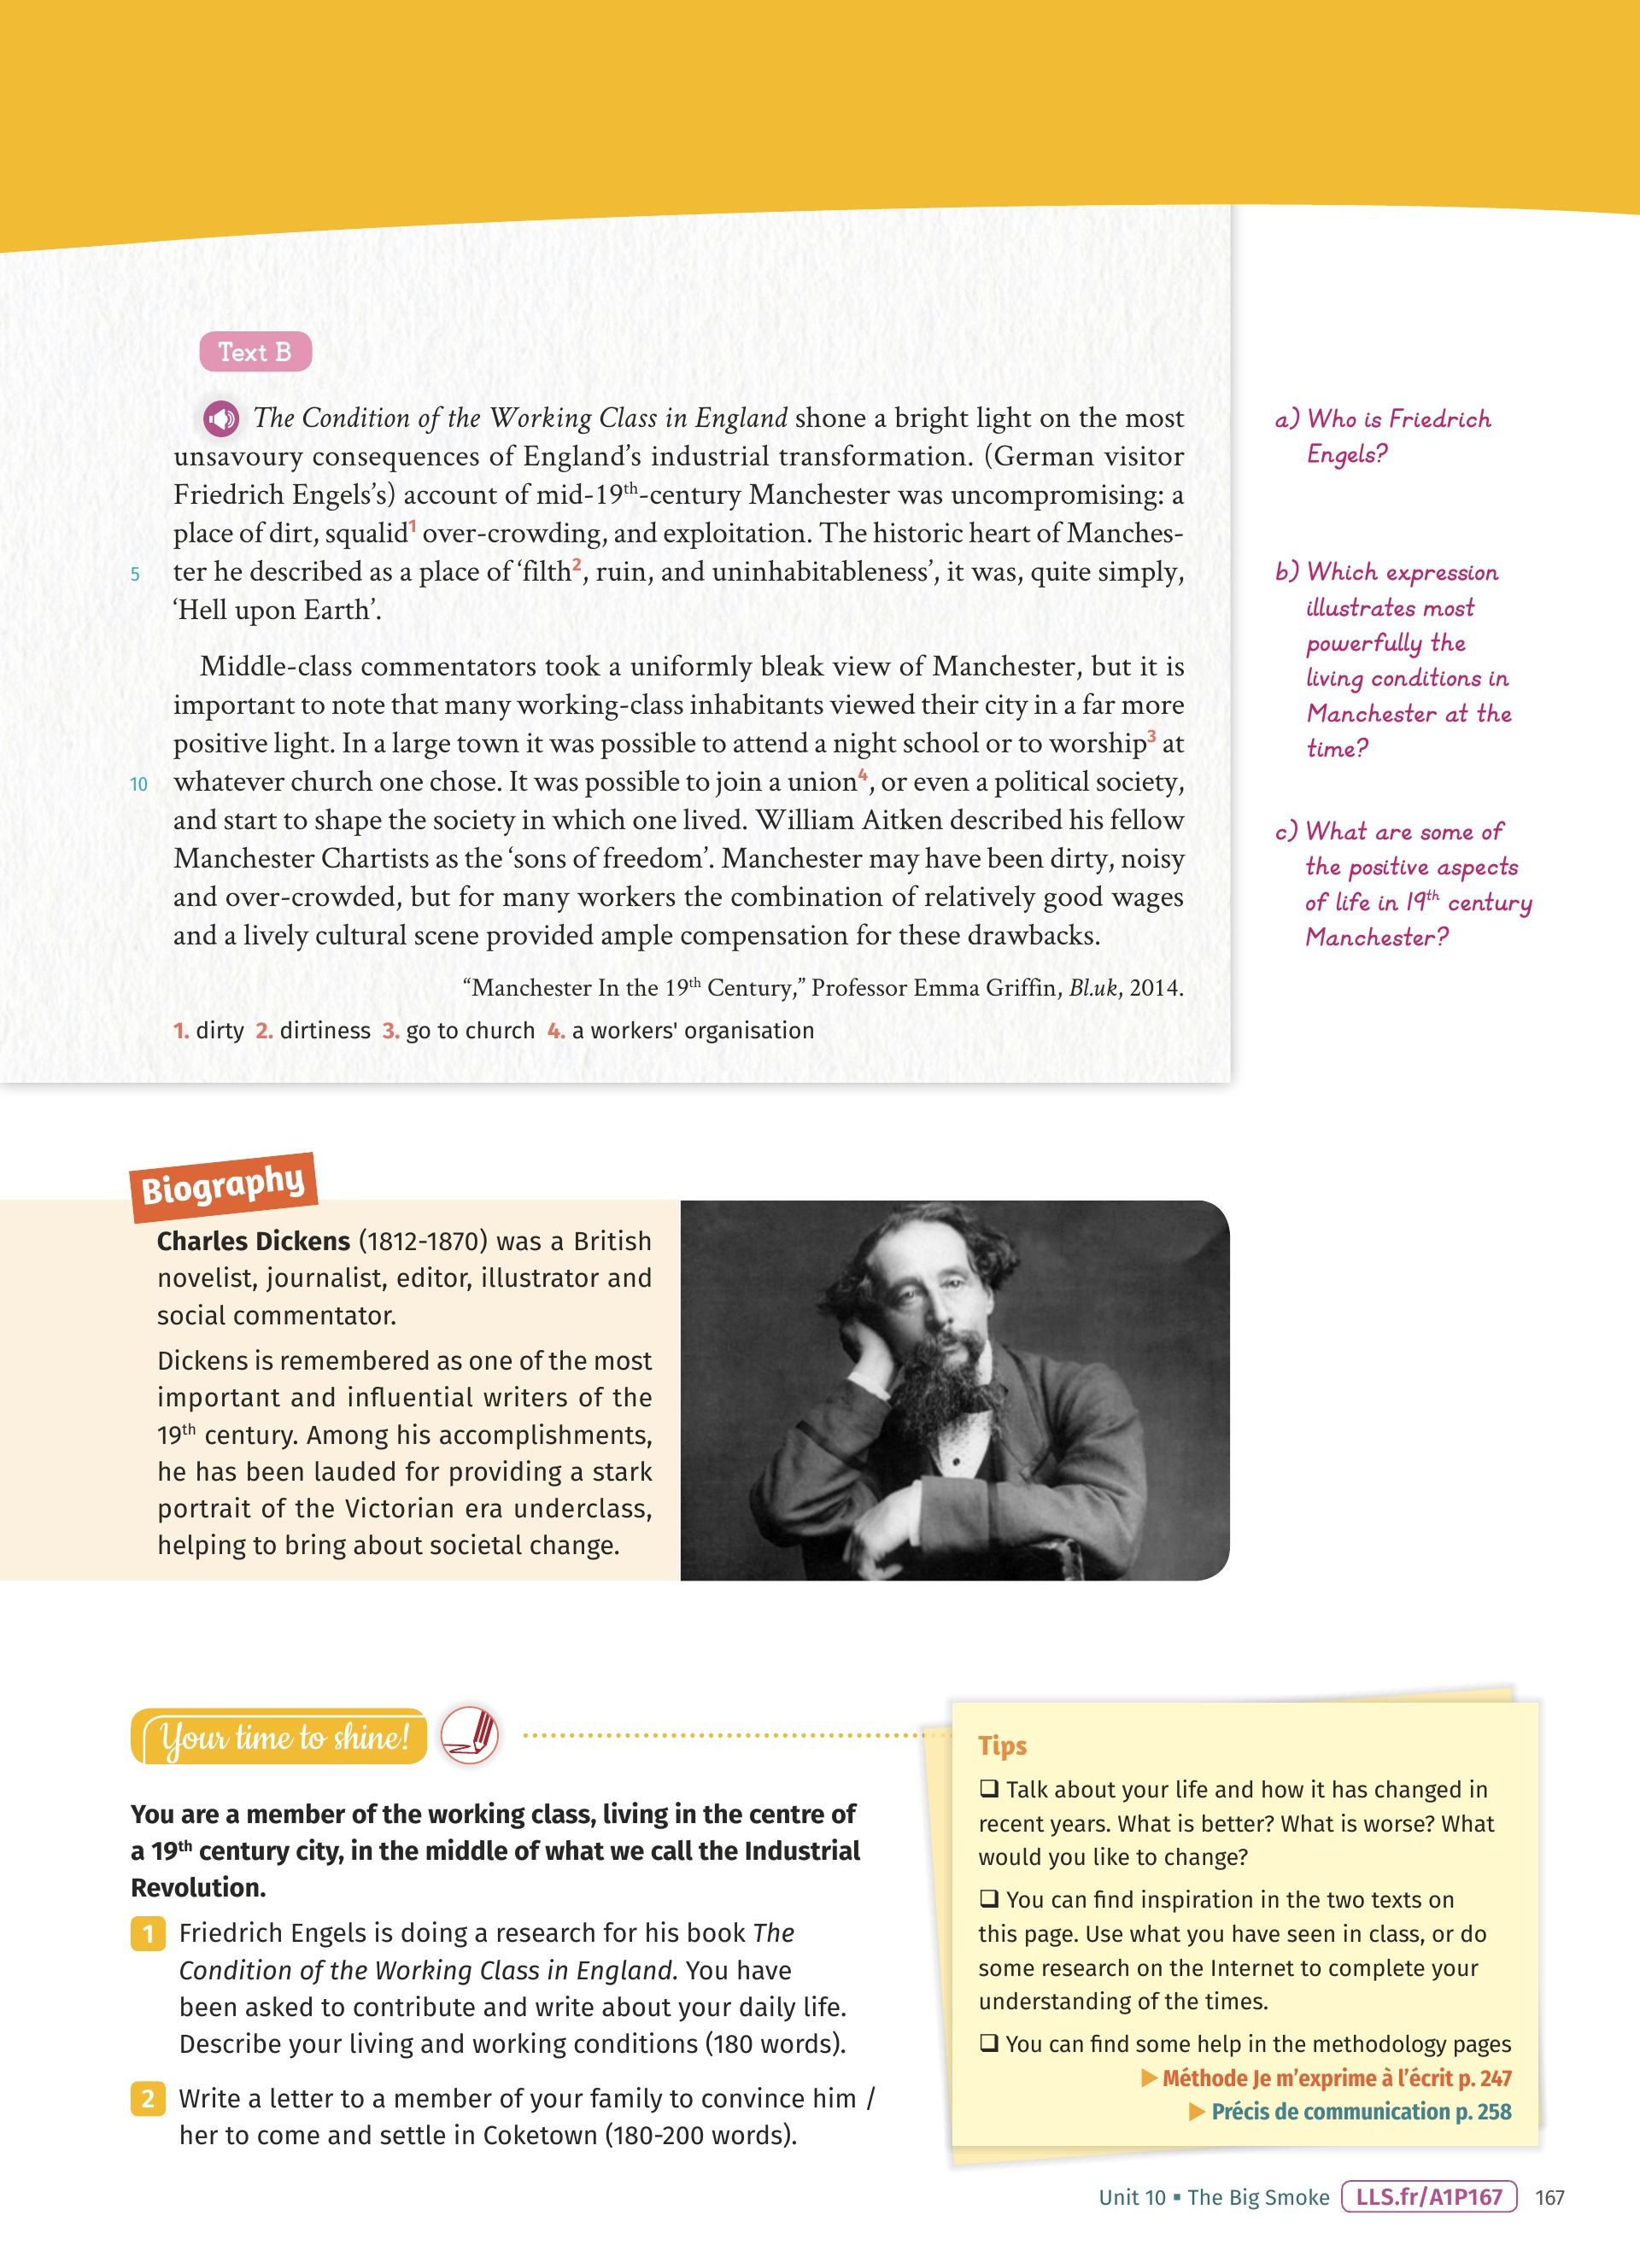 Text B
The Condition of the Working Class in England shone a bright light on the most
unsavoury consequences of England’s industrial transformation. (German visitor
Friedrich Engels’s) account of mid-19th-century Manchester was uncompromising: a
place of dirt, squalid1 over-crowding, and exploitation. The historic heart of Manches-
5 ter he described as a place of ‘filth2, ruin, and uninhabitableness’, it was, quite simply,
‘Hell upon Earth’.
Middle-class commentators took a uniformly bleak view of Manchester, but it is
important to note that many working-class inhabitants viewed their city in a far more
positive light. In a large town it was possible to attend a night school or to worship3 at
10 whatever church one chose. It was possible to join a union4, or even a political society,
and start to shape the society in which one lived. William Aitken described his fellow
Manchester Chartists as the ‘sons of freedom’. Manchester may have been dirty, noisy
and over-crowded, but for many workers the combination of relatively good wages
and a lively cultural scene provided ample compensation for these drawbacks.
“Manchester In the 19th Century,” Professor Emma Griffin, Bl.uk, 2014.
1. dirty 2. dirtiness 3. go to church 4. a workers' organisation
a) Who is Friedrich
Engels?
b) Which expression
illustrates most
powerfully the
living conditions in
Manchester at the
time?
c) What are some of
the positive aspects
of life in 19th century
Manchester?
Biography
Charles Dickens (1812-1870) was a British
novelist, journalist, editor, illustrator and
social commentator.
Dickens is remembered as one of the most
important and influential writers of the
19th century. Among his accomplishments,
he has been lauded for providing a stark
portrait of the Victorian era underclass,
helping to bring about societal change.
Your time to shine!
You are a member of the working class, living in the centre of
a 19th century city, in the middle of what we call the Industrial
Revolution.
1 Friedrich Engels is doing a research for his book The
Condition of the Working Class in England. You have
been asked to contribute and write about your daily life.
Describe your living and working conditions (180 words).
2 Write a letter to a member of your family to convince him /
her to come and settle in Coketown (180-200 words).
Tips
❑ Talk about your life and how it has changed in
recent years. What is better? What is worse? What
would you like to change?
❑ You can find inspiration in the two texts on
this page. Use what you have seen in class, or do
some research on the Internet to complete your
understanding of the times.
❑ You can find some help in the methodology pages
▶ Méthode Je m’exprime à l’écrit p. 247
▶ Précis de communication p. 258
Unit 10 ▪ The Big Smoke LLS.fr/A1P167 167